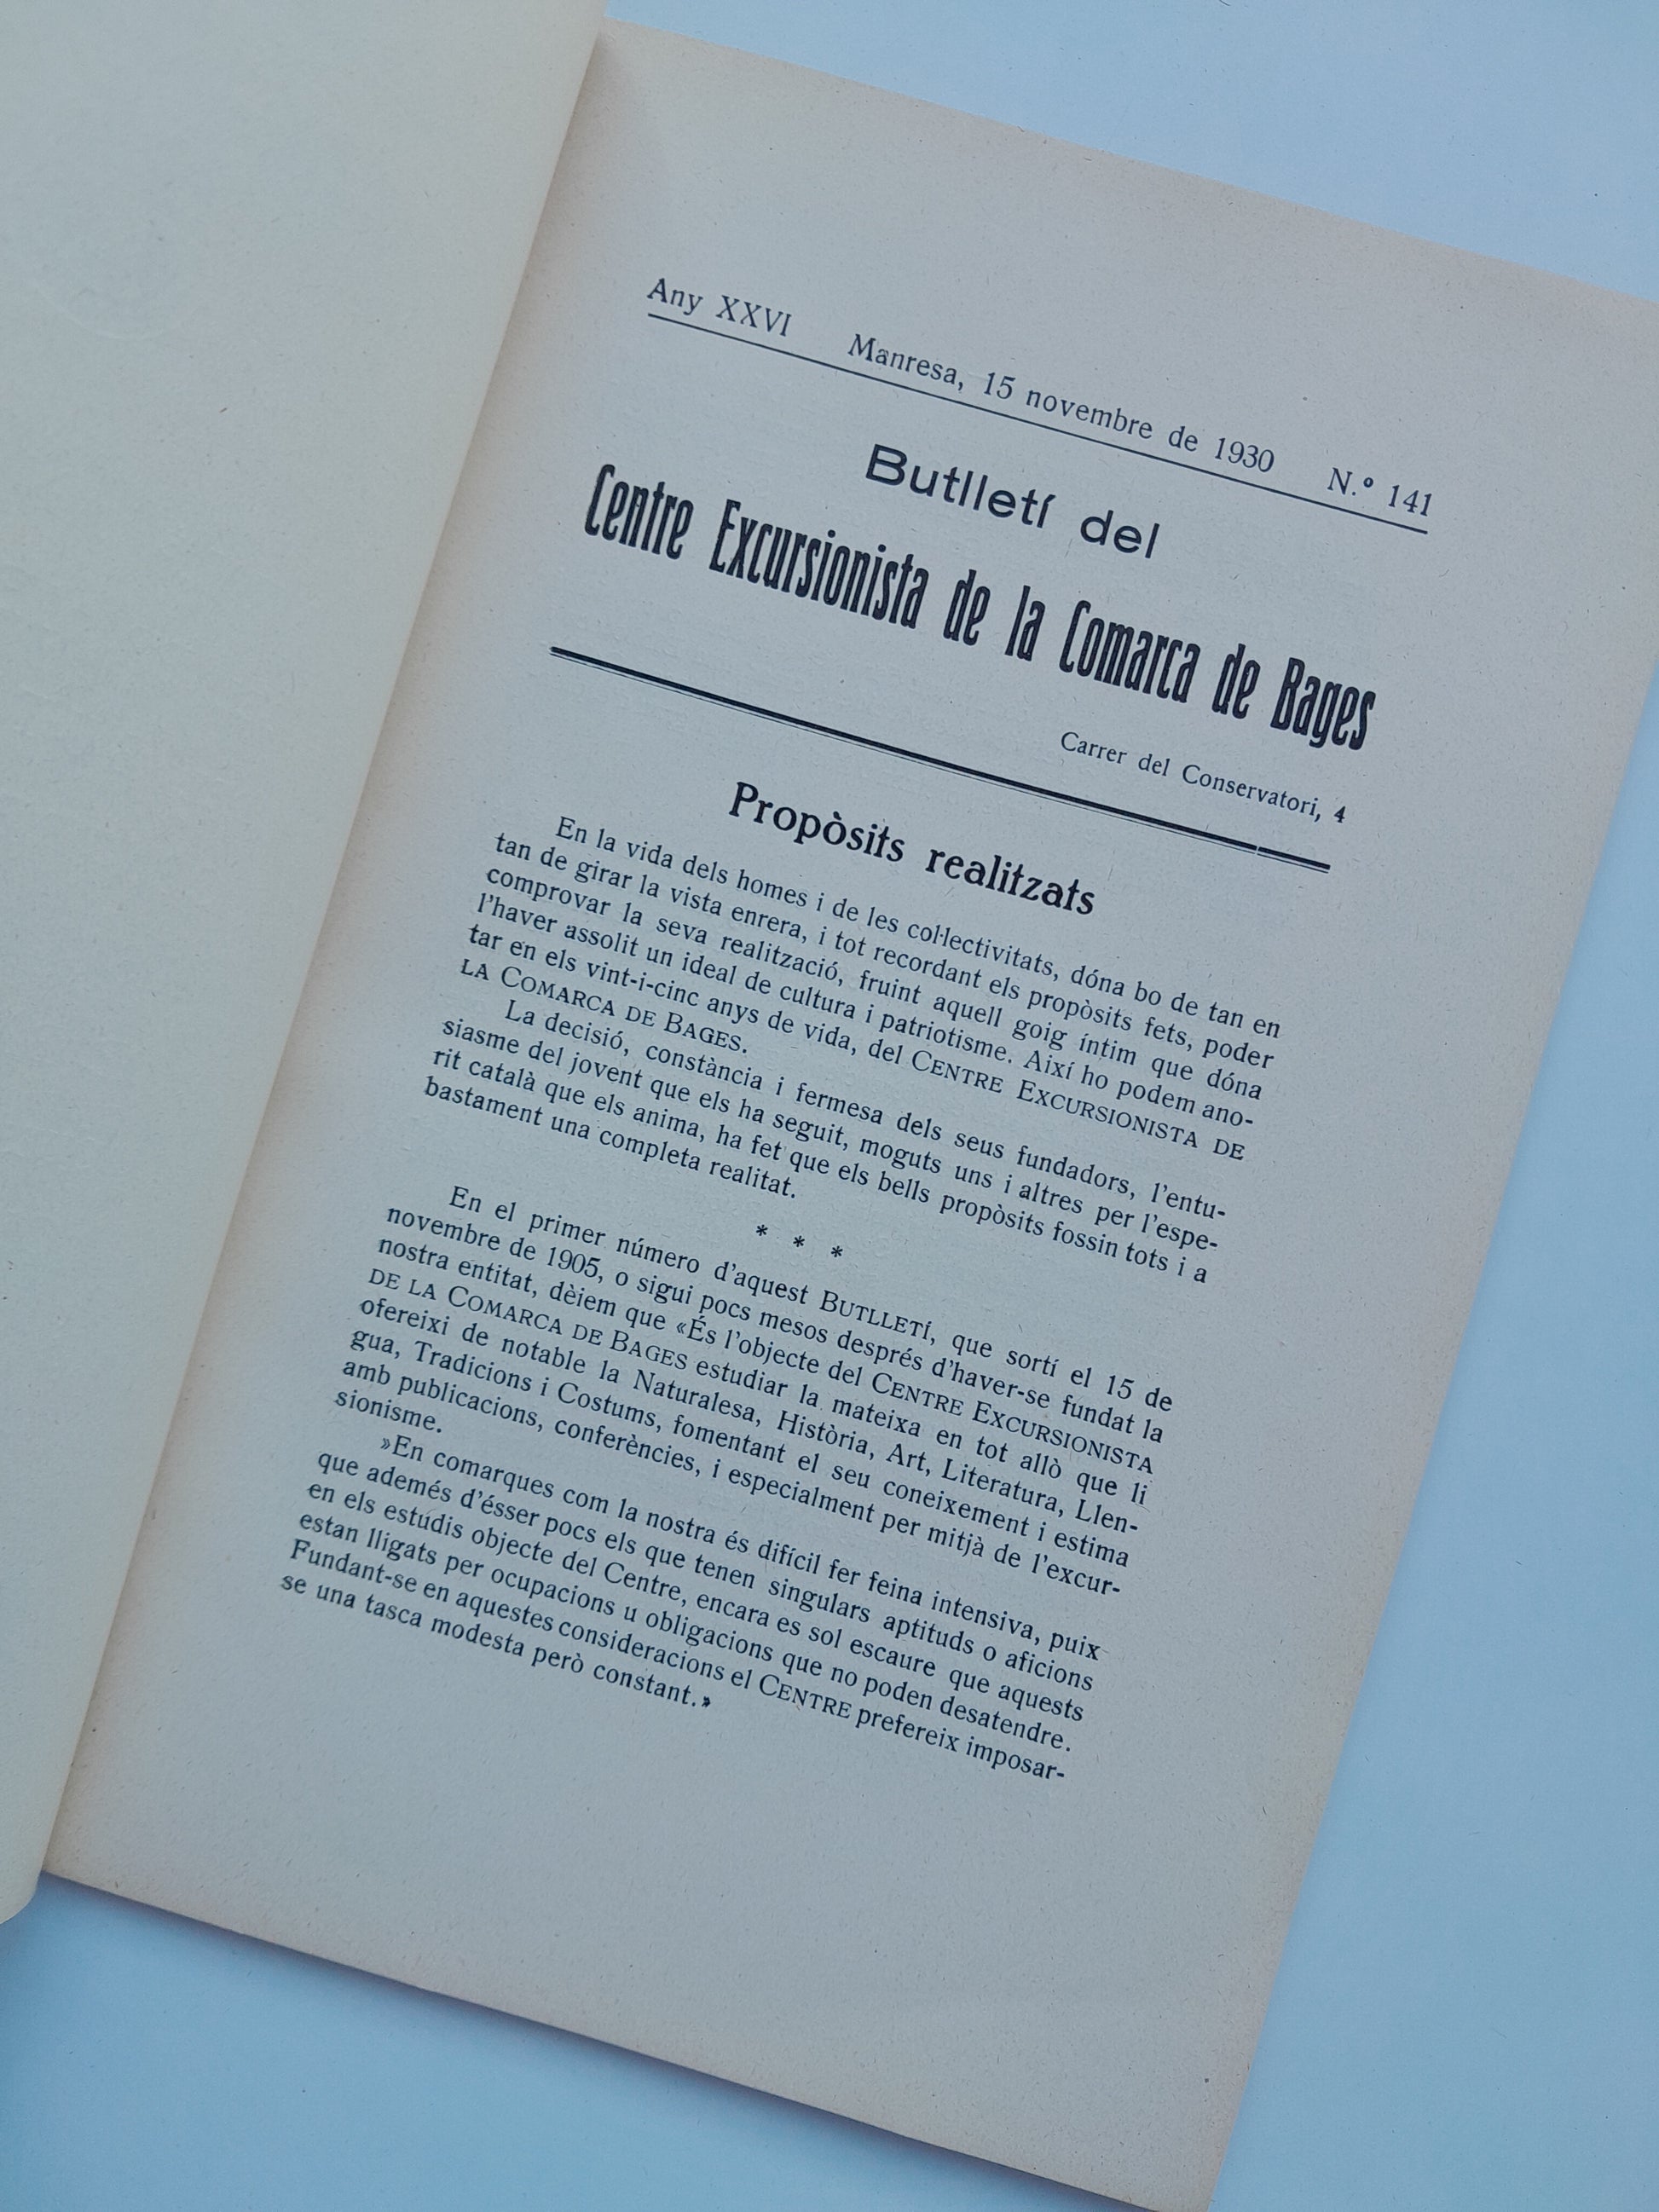 Any XXVI Manresa, 15 novembre de 1930 N.º 141
Butlletí del
Centre Excursionista de la Comarca de Bages
Carrer del Conservatori, 4
Propòsits realitzats
En la vida dels homes i de les col·lectivitats, dóna bo de tan en
tan de girar la vista enrera, i tot recordant els propòsits fets, poder
comprovar la seva realització, fruint aquell goig íntim que dóna
l'haver assolit un ideal de cultura i patriotisme. Així ho podem ano-
tar en els vint-i-cinc anys de vida, del CENTRE EXCURSIONISTA DE
LA COMARCA DE BAGES.
La decisió, constància i fermesa dels seus fundadors, l'entu-
siasme del jovent que els ha seguit, moguts uns i altres per l'espe-
rit català que els anima, ha fet que els bells propòsits fossin tots i a
bastament una completa realitat.
* * *
En el primer número d'aquest BUTLLETÍ, que sortí el 15 de
novembre de 1905, o sigui pocs mesos després d'haver-se fundat la
nostra entitat, dèiem que «És l'objecte del CENTRE EXCURSIONISTA
DE LA COMARCA DE BAGES estudiar la mateixa en tot allò que li
ofereixi de notable la Naturalesa, Història, Art, Literatura, Llen-
gua, Tradicions i Costums, fomentant el seu coneixement i estima
amb publicacions, conferències, i especialment per mitjà de l'excur-
sionisme.
»En comarques com la nostra és difícil fer feina intensiva, puix
que ademés d'ésser pocs els que tenen singulars aptituds o aficions
en els estudis objecte del Centre, encara es sol escaure que aquests
estan lligats per ocupacions u obligacions que no poden desatendre.
Fundant-se en aquestes consideracions el CENTRE prefereix imposar-
se una tasca modesta però constant.»